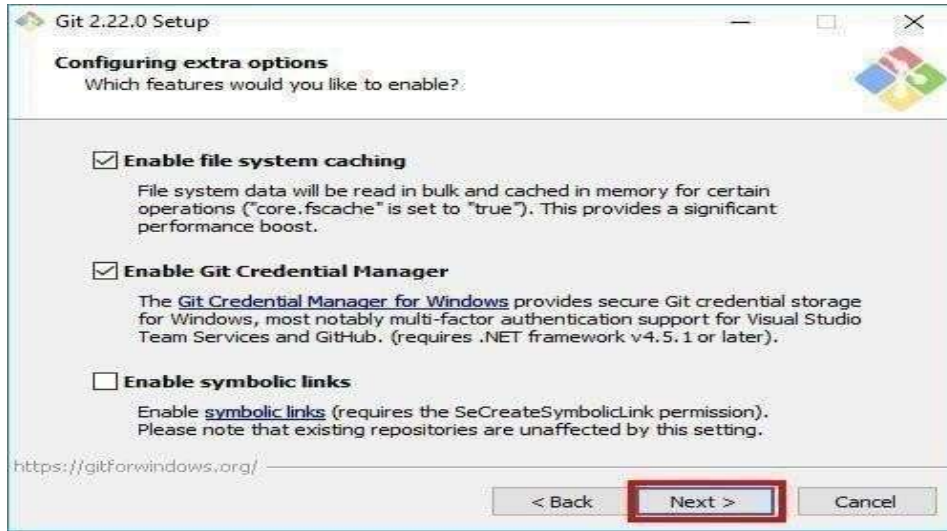 Git 2.22.0 Setup
Configuring extra options
Which features would you like to enable?
Enable file system caching
File system data will be read in bulk and cached in memory for certain
operations ("core.fscache" is set to "true"). This provides a significant
performance boost.
Enable Git Credential Manager
The Git Credential Manager for Windows provides secure Git credential storage
for Windows, most notably multi-factor authentication support for Visual Studio
Team Services and GitHub. (requires .NET framework v4.5.1 or later).
Enable symbolic links
Enable symbolic links (requires the SeCreateSymbolicLink permission).
Please note that existing repositories are unaffected by this setting.
https://gitforwindows.org/
< Back Next > Cancel